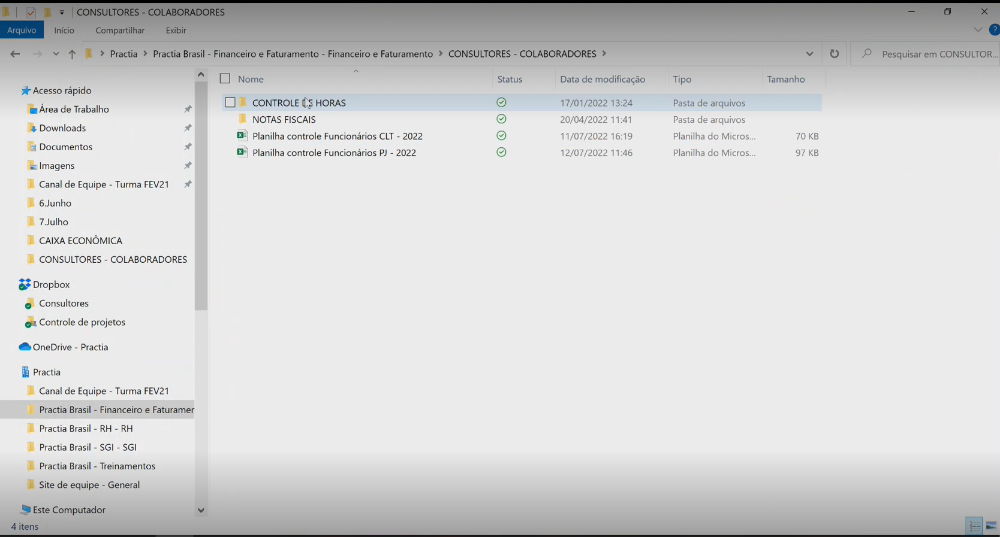 CONSULTORES - COLABORADORES
Arquivo Início Compartilhar Exibir ?
Practia Practia Brasil - Financeiro e Faturamento - Financeiro e Faturamento CONSULTORES - COLABORADORES Pesquisar em CONSULTOR...
Nome Status Data de modificação Tipo Tamanho
CONTROLE DE HORAS 17/01/2022 13:24 Pasta de arquivos
NOTAS FISCAIS 20/04/2022 11:41 Pasta de arquivos
Planilha controle Funcionários CLT - 2022 11/07/2022 16:19 Planilha do Micros... 70 KB
Planilha controle Funcionários PJ - 2022 12/07/2022 11:46 Planilha do Micros... 97 KB
Acesso rápido
Área de Trabalho
Downloads
Documentos
Imagens
Canal de Equipe - Turma FEV21
6.Junho
7.Julho
CAIXA ECONÔMICA
CONSULTORES - COLABORADORES
Dropbox
Consultores
Controle de projetos
OneDrive - Practia
Practia
Canal de Equipe - Turma FEV21
Practia Brasil - Financeiro e Faturamen
Practia Brasil - RH - RH
Practia Brasil - SGI - SGI
Practia Brasil - Treinamentos
Site de equipe - General
Este Computador
4 itens